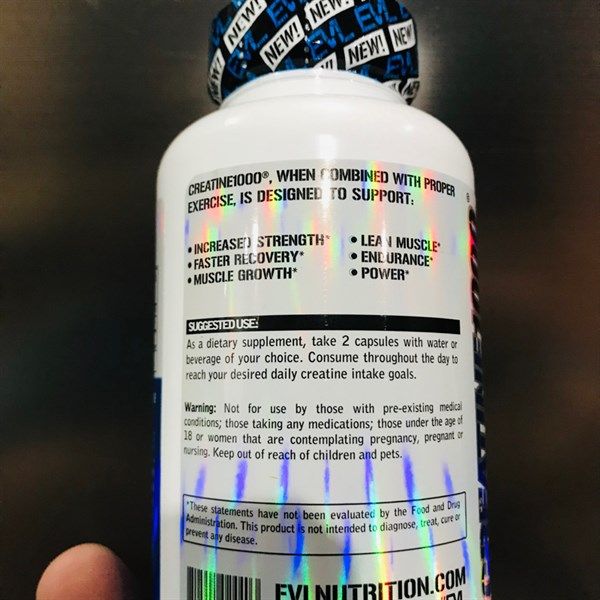 NEW! EVL NEW!
EVL NEW! EVL NEW! NEW!
CREATINE1000®, WHEN COMBINED WITH PROPER
EXERCISE, IS DESIGNED TO SUPPORT:
• INCREASED STRENGTH* • LEAN MUSCLE*
• FASTER RECOVERY* • ENDURANCE*
• MUSCLE GROWTH* • POWER*
SUGGESTED USE:
As a dietary supplement, take 2 capsules with water or
beverage of your choice. Consume throughout the day to
reach your desired daily creatine intake goals.
Warning: Not for use by those with pre-existing medical
conditions; those taking any medications; those under the age of
18 or women that are contemplating pregnancy, pregnant or
nursing. Keep out of reach of children and pets.
*These statements have not been evaluated by the Food and Drug
Administration. This product is not intended to diagnose, treat, cure or
prevent any disease.
EVLNUTRITION.COM